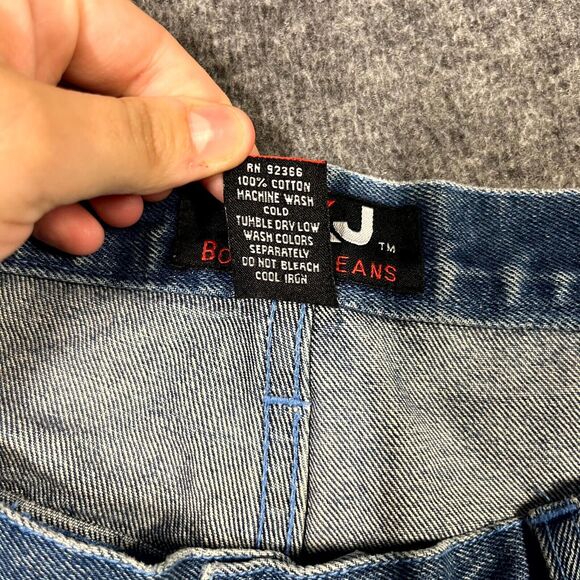 RN 92366
100% COTTON
MACHINE WASH
COLD
TUMBLE DRY LOW
WASH COLORS
SEPARATELY
DO NOT BLEACH
COOL IRON
J TM
Bo EANS